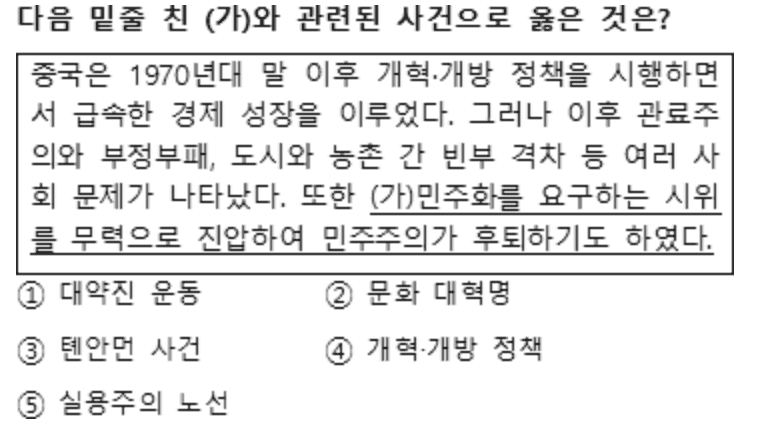 다음 밑줄 친 (가)와 관련된 사건으로 옳은 것은?
중국은 1970년대 말 이후 개혁·개방 정책을 시행하면
서 급속한 경제 성장을 이루었다. 그러나 이후 관료주
의와 부정부패, 도시와 농촌 간 빈부 격차 등 여러 사
회 문제가 나타났다. 또한 (가)민주화를 요구하는 시위
를 무력으로 진압하여 민주주의가 후퇴하기도 하였다.
① 대약진 운동 ② 문화 대혁명
③ 톈안먼 사건 ④ 개혁·개방 정책
⑤ 실용주의 노선